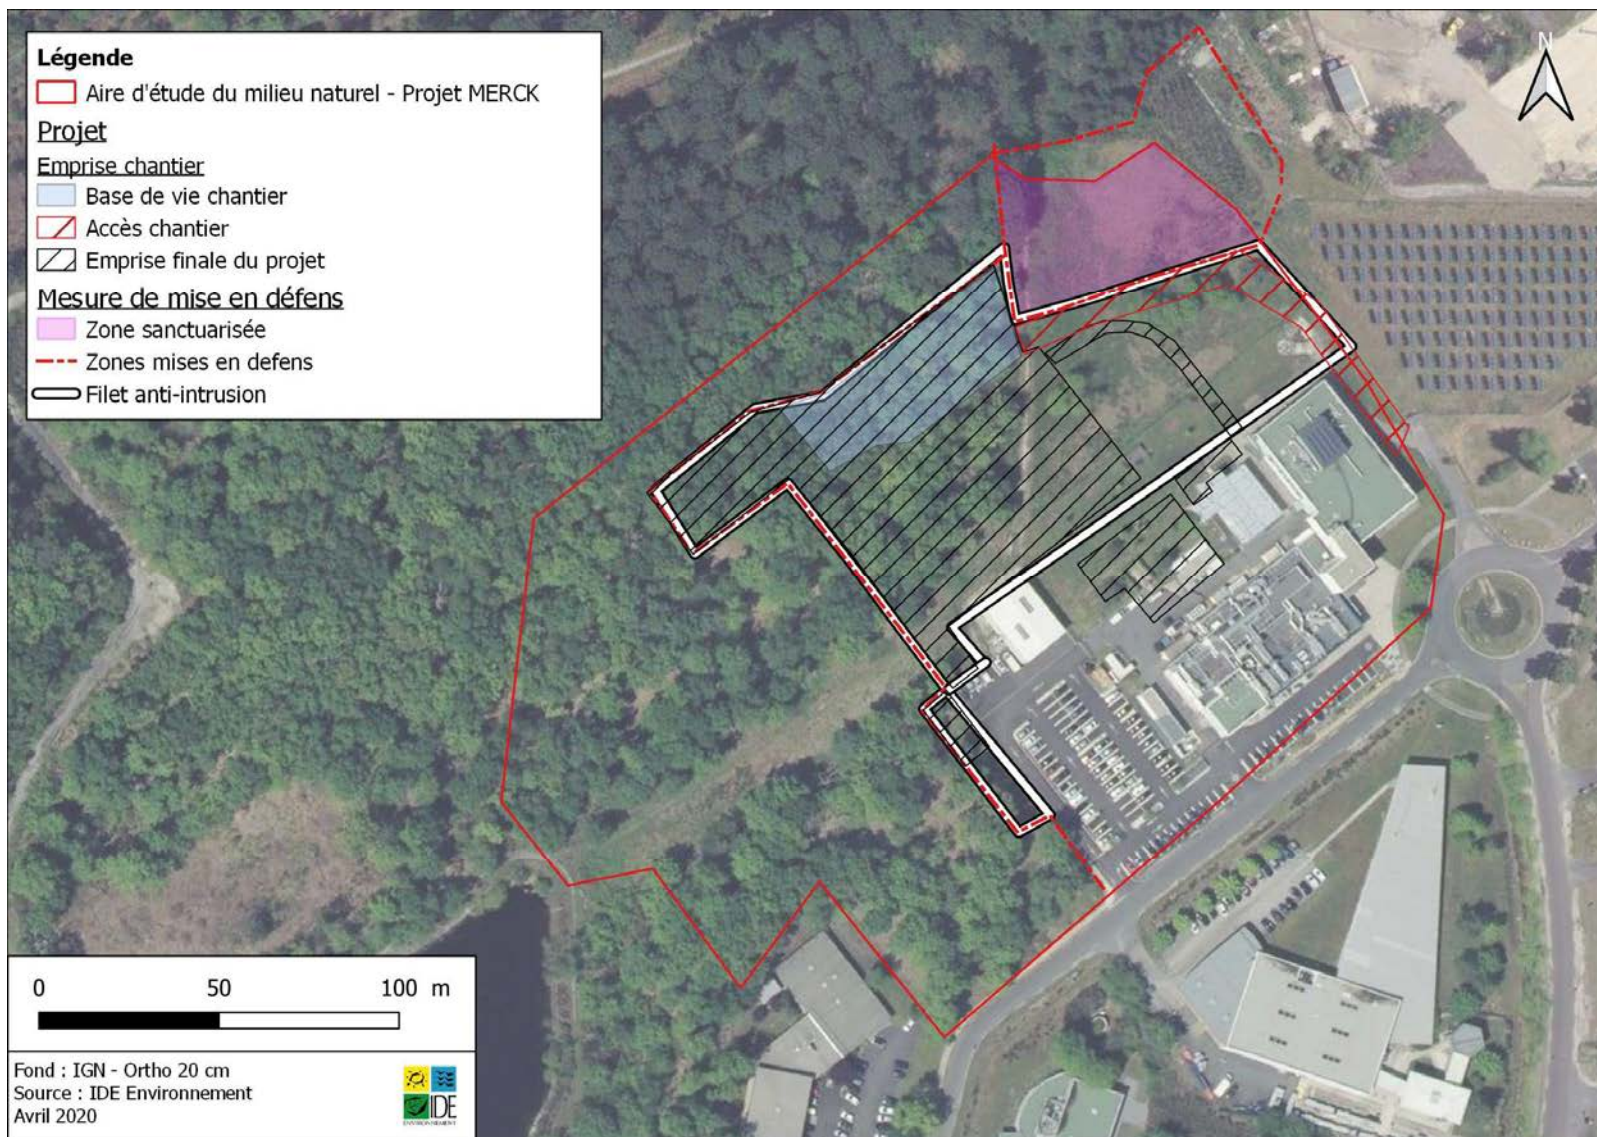 Légende
Aire d'étude du milieu naturel - Projet MERCK
Projet
Emprise chantier
Base de vie chantier
Accès chantier
Emprise finale du projet
Mesure de mise en défens
Zone sanctuarisée
Zones mises en defens
Filet anti-intrusion
N
0 50 100 m
Fond : IGN - Ortho 20 cm
Source : IDE Environnement
Avril 2020
IDE
ENVIRONNEMENT